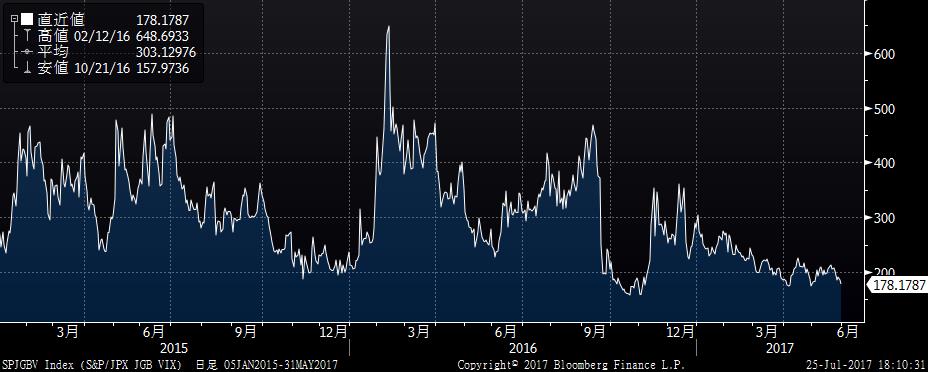 直近値 178.1787
高値 02/12/16 648.6933
平均 303.12976
安値 10/21/16 157.9736
600
500
400
300
200
178.1787
3月 6月 9月 12月 3月 6月 9月 12月 3月 6月
2015 2016 2017
SPJGBV Index (S&P/JPX JGB VIX) 日足 05JAN2015-31MAY2017 Copyright© 2017 Bloomberg Finance L.P. 25-Jul-2017 18:10:31